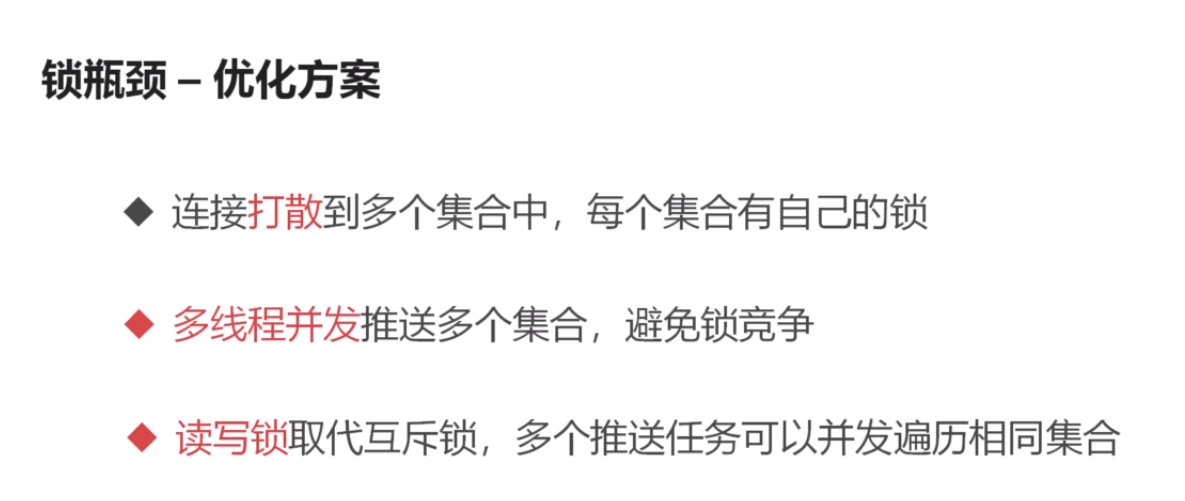 锁瓶颈 – 优化方案
连接打散到多个集合中，每个集合有自己的锁
多线程并发推送多个集合，避免锁竞争
读写锁取代互斥锁，多个推送任务可以并发遍历相同集合